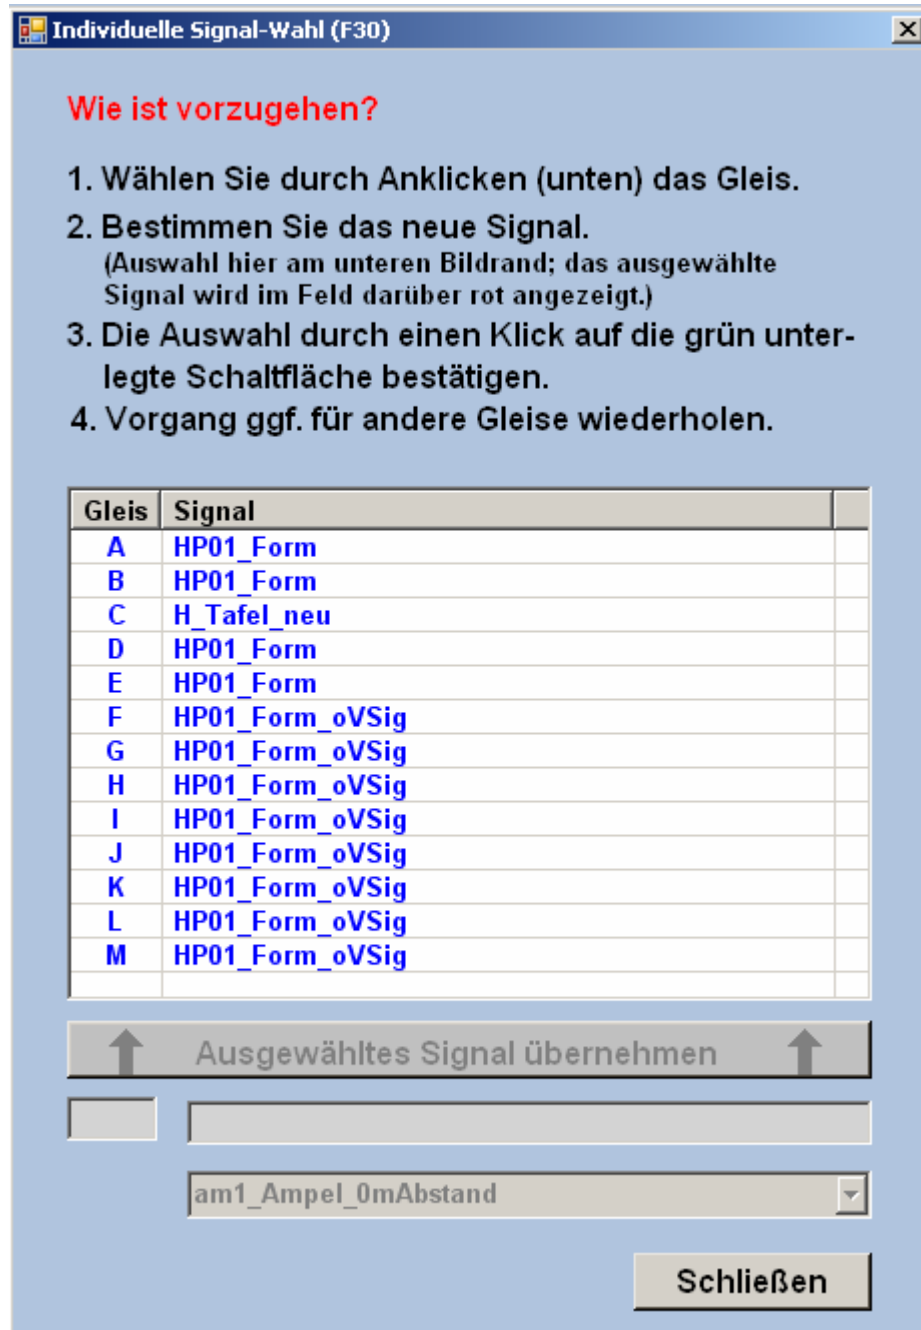 Individuelle Signal-Wahl (F30)
Wie ist vorzugehen?
1. Wählen Sie durch Anklicken (unten) das Gleis.
2. Bestimmen Sie das neue Signal.
(Auswahl hier am unteren Bildrand; das ausgewählte
Signal wird im Feld darüber rot angezeigt.)
3. Die Auswahl durch einen Klick auf die grün unter-
legte Schaltfläche bestätigen.
4. Vorgang ggf. für andere Gleise wiederholen.
Gleis Signal
A HP01_Form
B HP01_Form
C H_Tafel_neu
D HP01_Form
E HP01_Form
F HP01_Form_oVSig
G HP01_Form_oVSig
H HP01_Form_oVSig
I HP01_Form_oVSig
J HP01_Form_oVSig
K HP01_Form_oVSig
L HP01_Form_oVSig
M HP01_Form_oVSig
Ausgewähltes Signal übernehmen
am1_Ampel_0mAbstand
Schließen